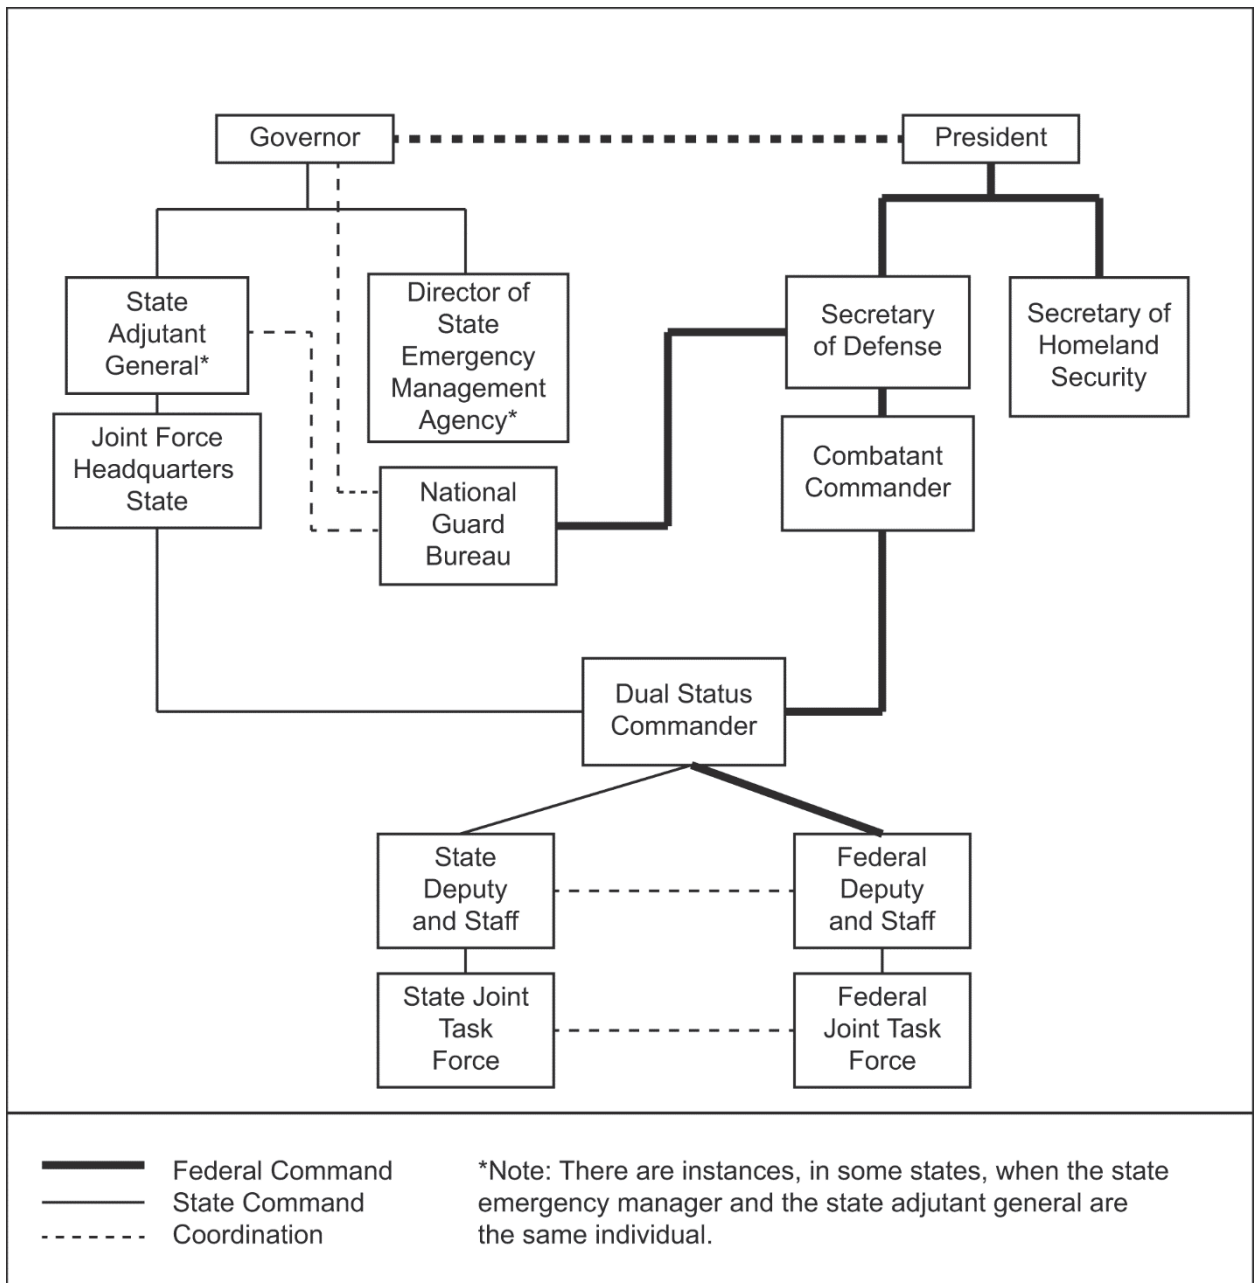 Governor
President
State
Adjutant
General*
Director of
State
Emergency
Management
Agency*
Secretary
of Defense
Secretary of
Homeland
Security
Joint Force
Headquarters
State
National
Guard
Bureau
Combatant
Commander
Dual Status
Commander
State
Deputy
and Staff
Federal
Deputy
and Staff
State Joint
Task
Force
Federal
Joint Task
Force
Federal Command
State Command
Coordination
*Note: There are instances, in some states, when the state
emergency manager and the state adjutant general are
the same individual.